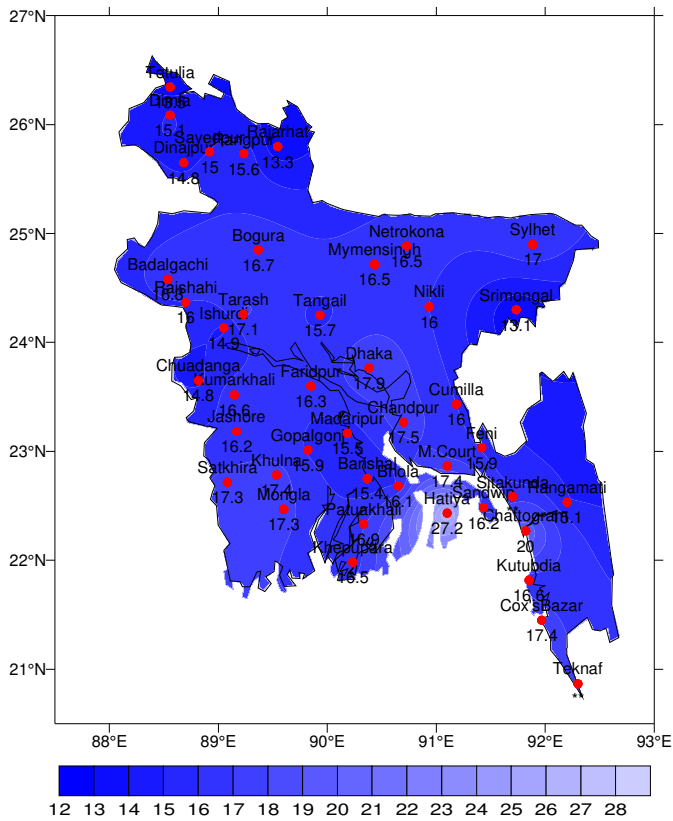 27°N
26°N
25°N
24°N
23°N
22°N
21°N
Tetulia
13.5
Dimla
15.1
Sayedpur
15
Rangpur
15.6
Rajarhat
13.3
Dinajpur
14.8
Bogura
16.7
Netrokona
16.5
Mymensingh
16.5
Sylhet
17
Badalgachi
Rajshahi
16
Tarash
17.1
Ishurdi
14.9
Tangail
15.7
Nikli
16
Srimongal
13.1
Dhaka
17.9
Chuadanga
14.8
Kumarkhali
16.6
Faridpur
16.3
Cumilla
16
Chandpur
17.5
Jashore
16.2
Madaripur
15.5
Gopalgonj
15.9
Feni
15.9
M.Court
17.4
Satkhira
17.3
Khulna
17.4
Barishal
15.4
Bhola
16.1
Mongla
17.3
Hatiya
27.2
Sandwip
16.2
Sitakunda
Rangamati
Chattogram
20
Patuakhali
16.9
Khepupara
16.5
Kutubdia
16.6
Cox'sBazar
17.4
Teknaf
**
88°E 89°E 90°E 91°E 92°E 93°E
12 13 14 15 16 17 18 19 20 21 22 23 24 25 26 27 28